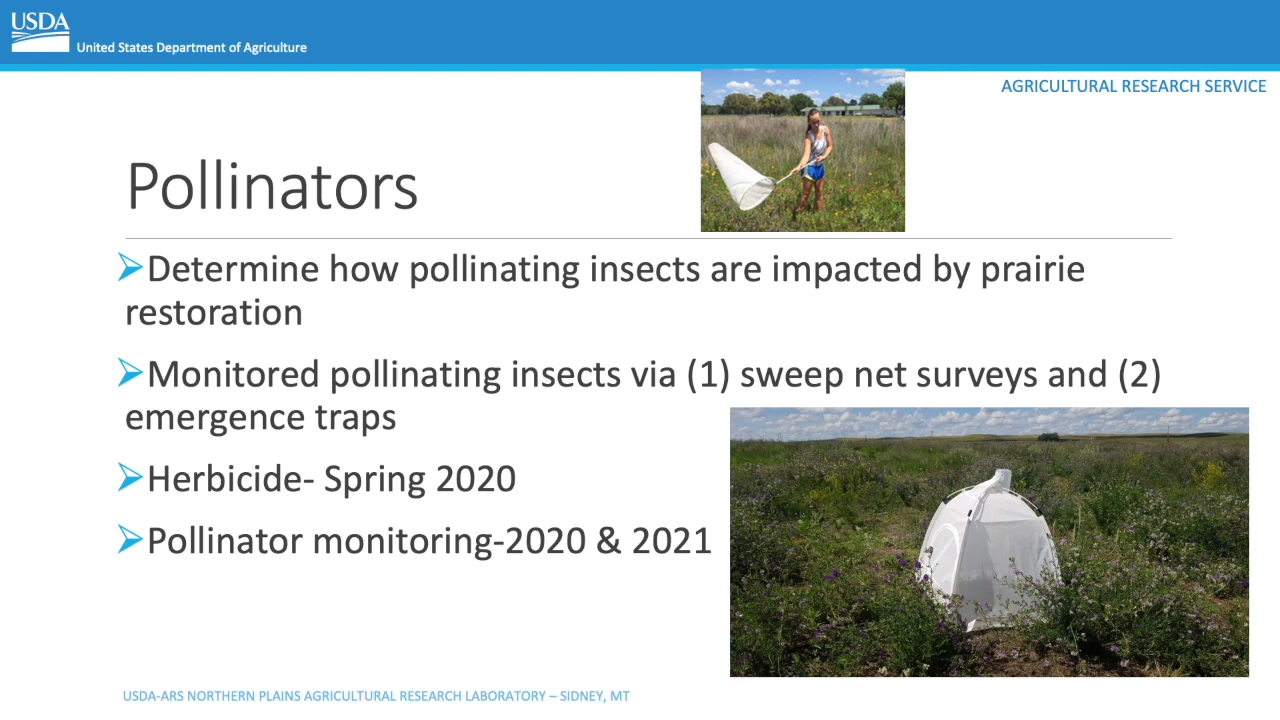 USDA
United States Department of Agriculture
AGRICULTURAL RESEARCH SERVICE
Pollinators
Determine how pollinating insects are impacted by prairie
restoration
Monitored pollinating insects via (1) sweep net surveys and (2)
emergence traps
Herbicide- Spring 2020
Pollinator monitoring-2020 & 2021
USDA-ARS NORTHERN PLAINS AGRICULTURAL RESEARCH LABORATORY – SIDNEY, MT